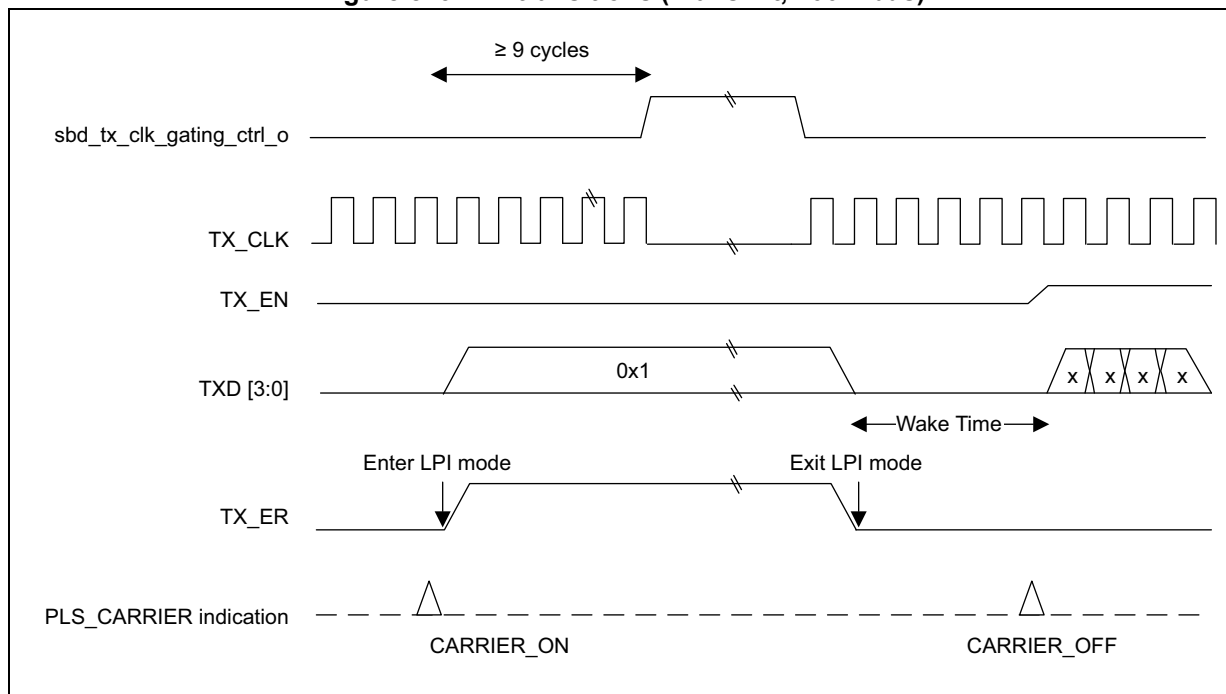 ≥ 9 cycles
sbd_tx_clk_gating_ctrl_o
TX_CLK
TX_EN
TXD [3:0]
0x1
x x x x
Wake Time
Enter LPI mode
Exit LPI mode
TX_ER
PLS_CARRIER indication
CARRIER_ON
CARRIER_OFF